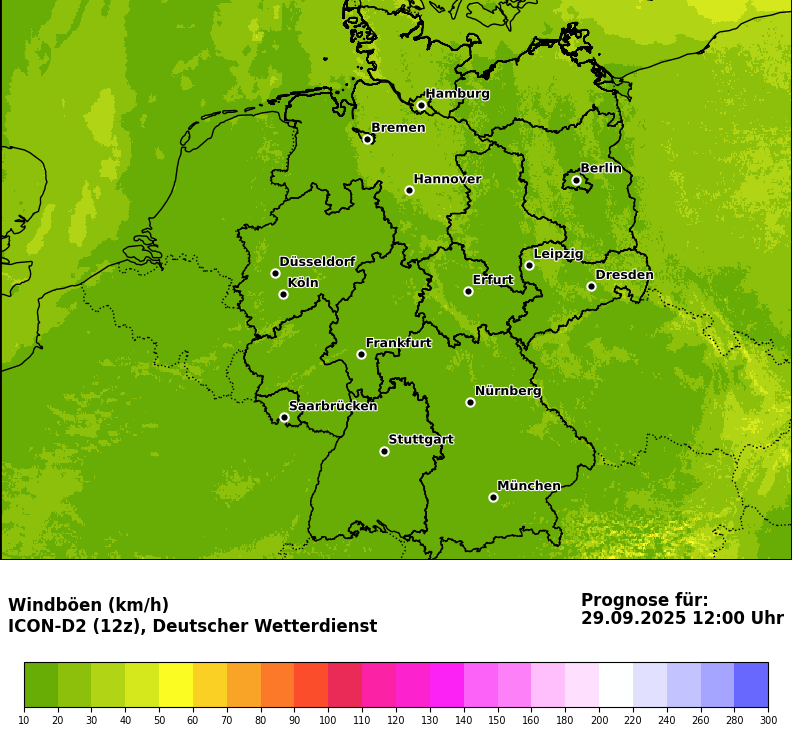 Hamburg
Bremen
Berlin
Hannover
Leipzig
Düsseldorf
Dresden
Köln
Erfurt
Frankfurt
Nürnberg
Saarbrücken
Stuttgart
München
Windböen (km/h)
ICON-D2 (12z), Deutscher Wetterdienst
Prognose für:
29.09.2025 12:00 Uhr
10 20 30 40 50 60 70 80 90 100 110 120 130 140 150 160 180 200 220 240 260 280 300